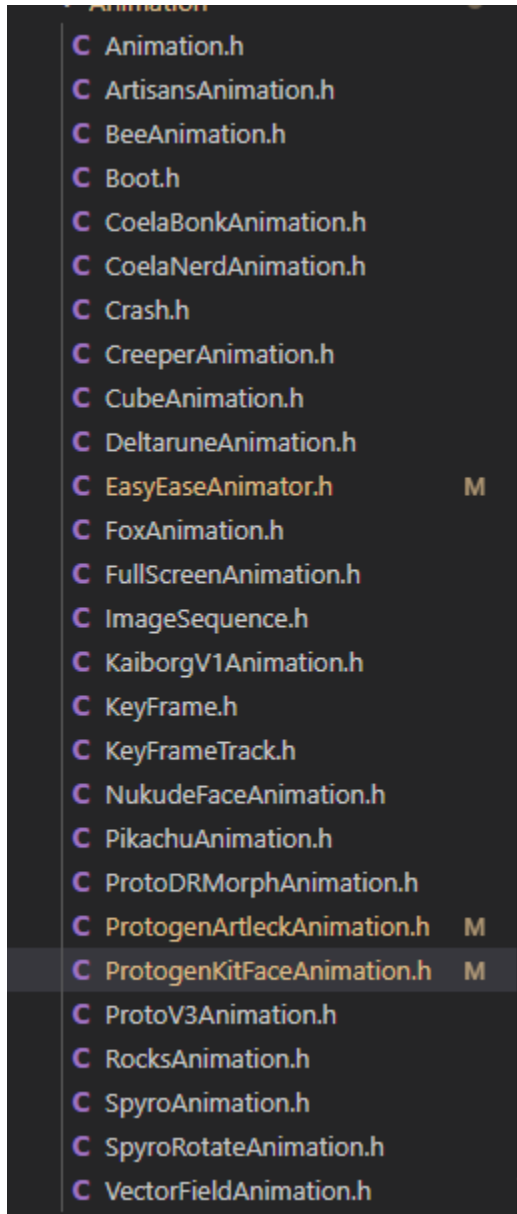 Animation
C Animation.h
C ArtisansAnimation.h
C BeeAnimation.h
C Boot.h
C CoelaBonkAnimation.h
C CoelaNerdAnimation.h
C Crash.h
C CreeperAnimation.h
C CubeAnimation.h
C DeltaruneAnimation.h
C EasyEaseAnimator.h M
C FoxAnimation.h
C FullScreenAnimation.h
C ImageSequence.h
C KaiborgV1Animation.h
C KeyFrame.h
C KeyFrameTrack.h
C NukudeFaceAnimation.h
C PikachuAnimation.h
C ProtoDRMorphAnimation.h
C ProtogenArtleckAnimation.h M
C ProtogenKitFaceAnimation.h M
C ProtoV3Animation.h
C RocksAnimation.h
C SpyroAnimation.h
C SpyroRotateAnimation.h
C VectorFieldAnimation.h